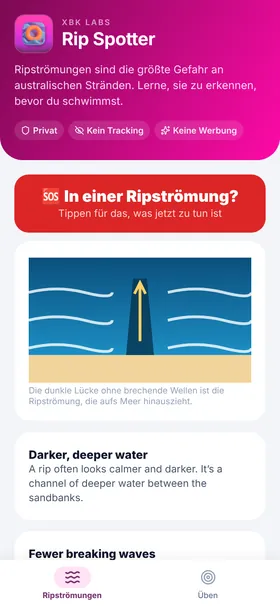 XBK LABS
Rip Spotter
Ripströmungen sind die größte Gefahr an
australischen Stränden. Lerne, sie zu erkennen,
bevor du schwimmst.
Privat
Kein Tracking
Keine Werbung
SOS In einer Ripströmung?
Tippen für das, was jetzt zu tun ist
Die dunkle Lücke ohne brechende Wellen ist die
Ripströmung, die aufs Meer hinauszieht.
Darker, deeper water
A rip often looks calmer and darker. It's a
channel of deeper water between the
sandbanks.
Fewer breaking waves
Ripströmungen
Üben